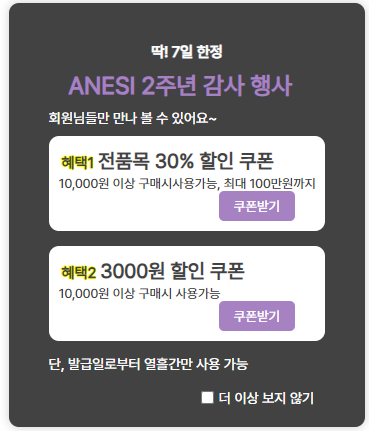 딱! 7일 한정
ANESI 2주년 감사 행사
회원님들만 만나 볼 수 있어요~
혜택1 전품목 30% 할인 쿠폰
10,000원 이상 구매시사용가능, 최대 100만원까지
쿠폰받기
혜택2 3000원 할인 쿠폰
10,000원 이상 구매시 사용가능
쿠폰받기
단, 발급일로부터 열흘간만 사용 가능
더 이상 보지 않기